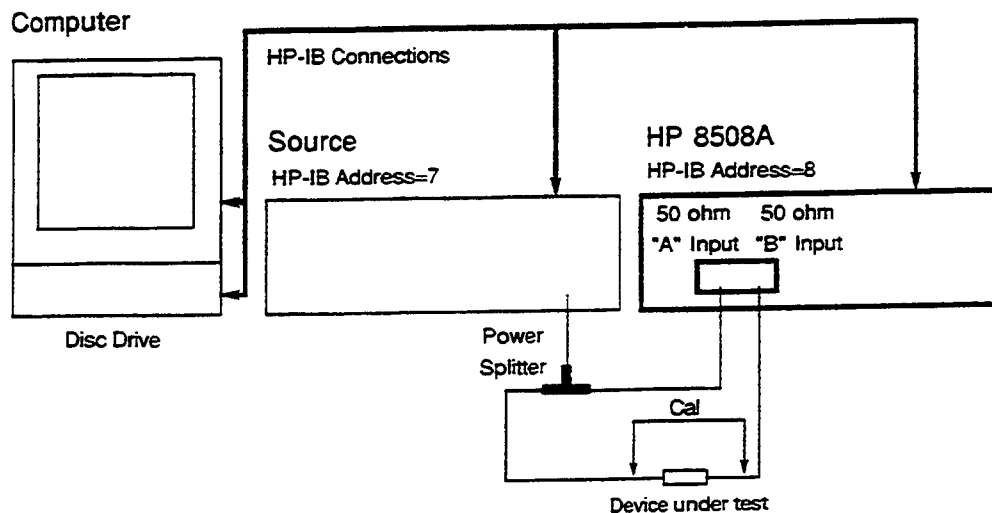 Computer
HP-IB Connections
Source
HP-IB Address=7
HP 8508A
HP-IB Address=8
50 ohm 50 ohm
"A" Input "B" Input
Disc Drive
Power
Splitter
Cal
Device under test